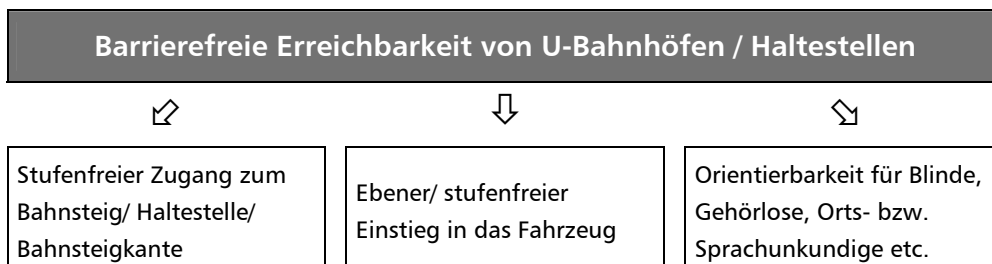 Barrierefreie Erreichbarkeit von U-Bahnhöfen / Haltestellen
Stufenfreier Zugang zum
Bahnsteig/ Haltestelle/
Bahnsteigkante
Ebener/ stufenfreier
Einstieg in das Fahrzeug
Orientierbarkeit für Blinde,
Gehörlose, Orts- bzw.
Sprachunkundige etc.